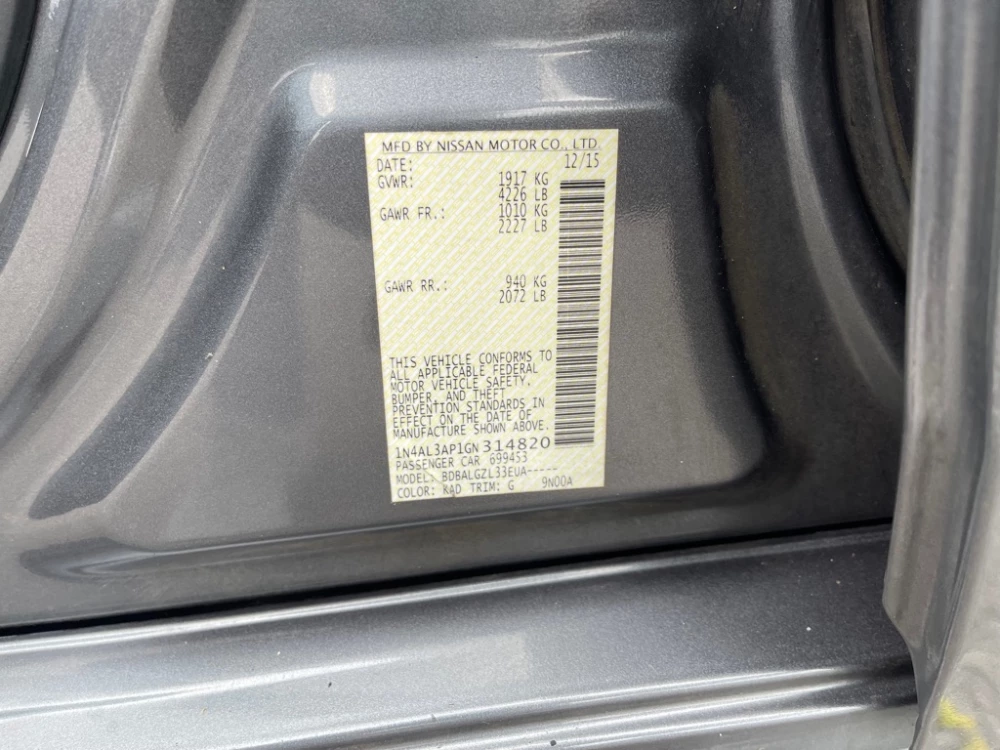 MFD BY NISSAN MOTOR CO., LTD.
DATE: 12/15
GVWR: 1917 KG
4226 LB
GAWR FR.: 1010 KG
2227 LB
GAWR RR.: 940 KG
2072 LB
THIS VEHICLE CONFORMS TO
ALL APPLICABLE FEDERAL
MOTOR VEHICLE SAFETY,
BUMPER, AND THEFT
PREVENTION STANDARDS IN
EFFECT ON THE DATE OF
MANUFACTURE SHOWN ABOVE.
1N4AL3AP1GN314820
PASSENGER CAR 699453
MODEL: BDBALGZL33EUA-----
COLOR: KAD TRIM: G 9N00A